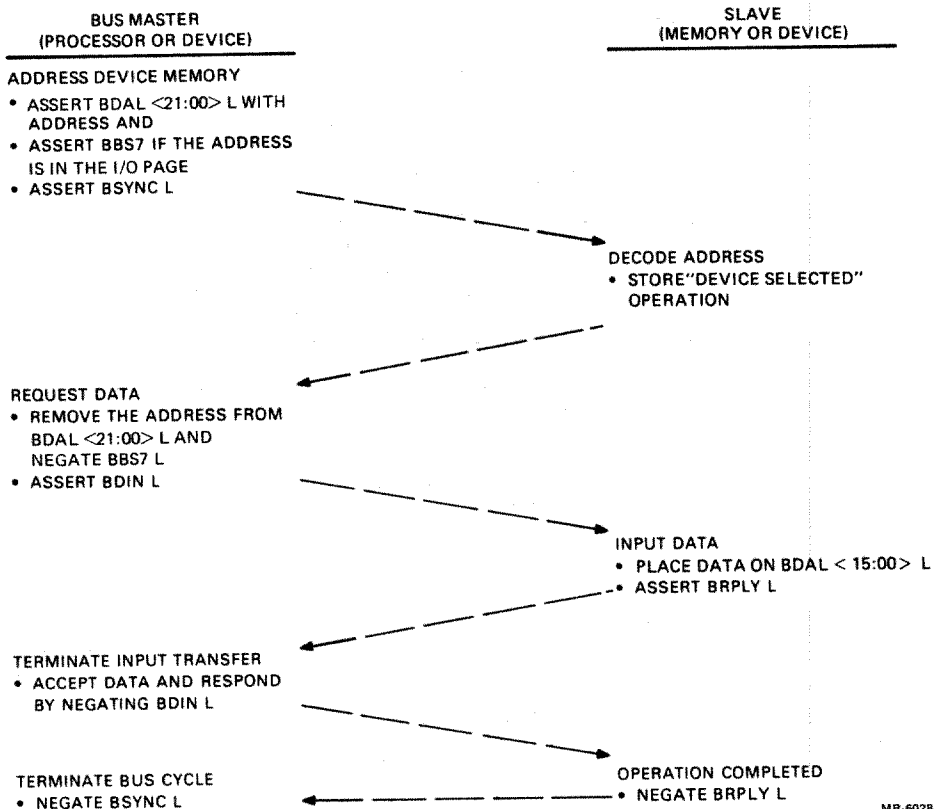 BUS MASTER
(PROCESSOR OR DEVICE)
SLAVE
(MEMORY OR DEVICE)
ADDRESS DEVICE MEMORY
• ASSERT BDAL <21:00> L WITH
ADDRESS AND
• ASSERT BBS7 IF THE ADDRESS
IS IN THE I/O PAGE
• ASSERT BSYNC L
DECODE ADDRESS
• STORE"DEVICE SELECTED"
OPERATION
REQUEST DATA
• REMOVE THE ADDRESS FROM
BDAL <21:00> L AND
NEGATE BBS7 L
• ASSERT BDIN L
INPUT DATA
• PLACE DATA ON BDAL < 15:00> L
• ASSERT BRPLY L
TERMINATE INPUT TRANSFER
• ACCEPT DATA AND RESPOND
BY NEGATING BDIN L
OPERATION COMPLETED
• NEGATE BRPLY L
TERMINATE BUS CYCLE
• NEGATE BSYNC L
MR-6028